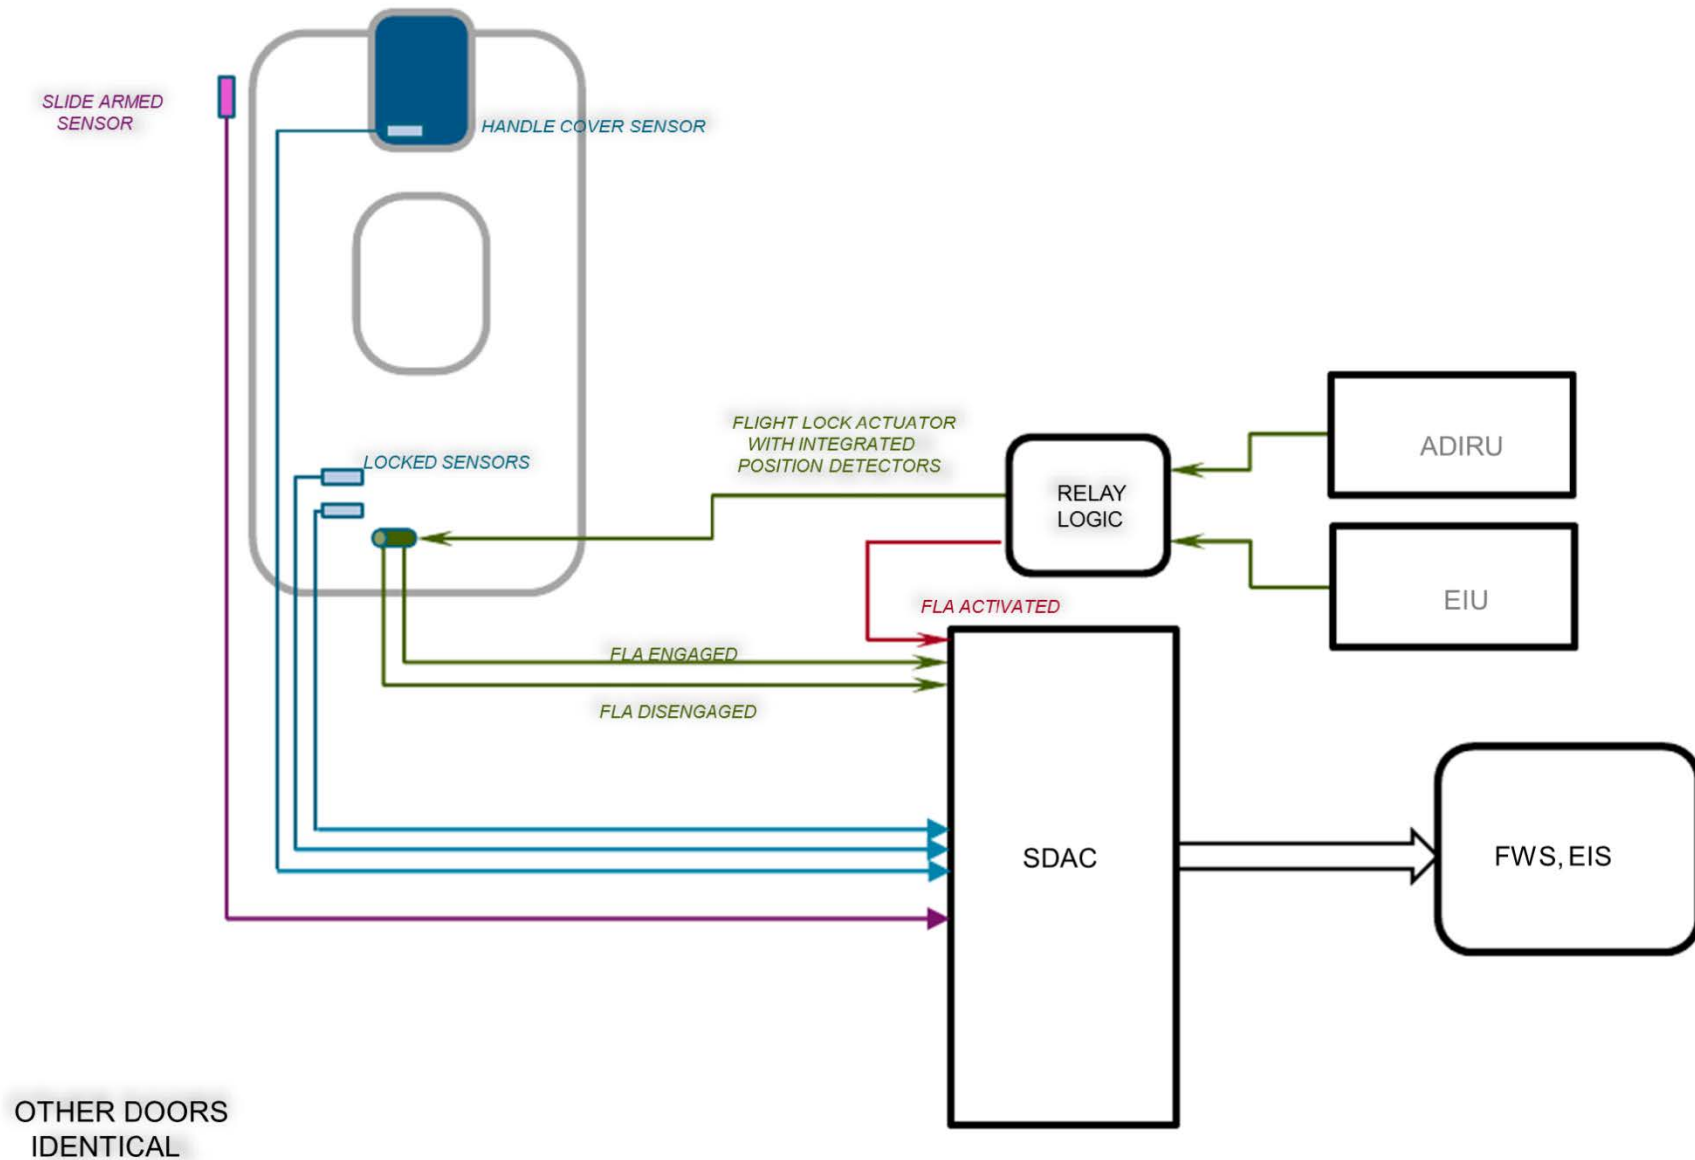 SLIDE ARMED
SENSOR
HANDLE COVER SENSOR
LOCKED SENSORS
FLIGHT LOCK ACTUATOR
WITH INTEGRATED
POSITION DETECTORS
RELAY
LOGIC
ADIRU
EIU
FLA ACTIVATED
FLA ENGAGED
FLA DISENGAGED
SDAC
FWS, EIS
OTHER DOORS
IDENTICAL